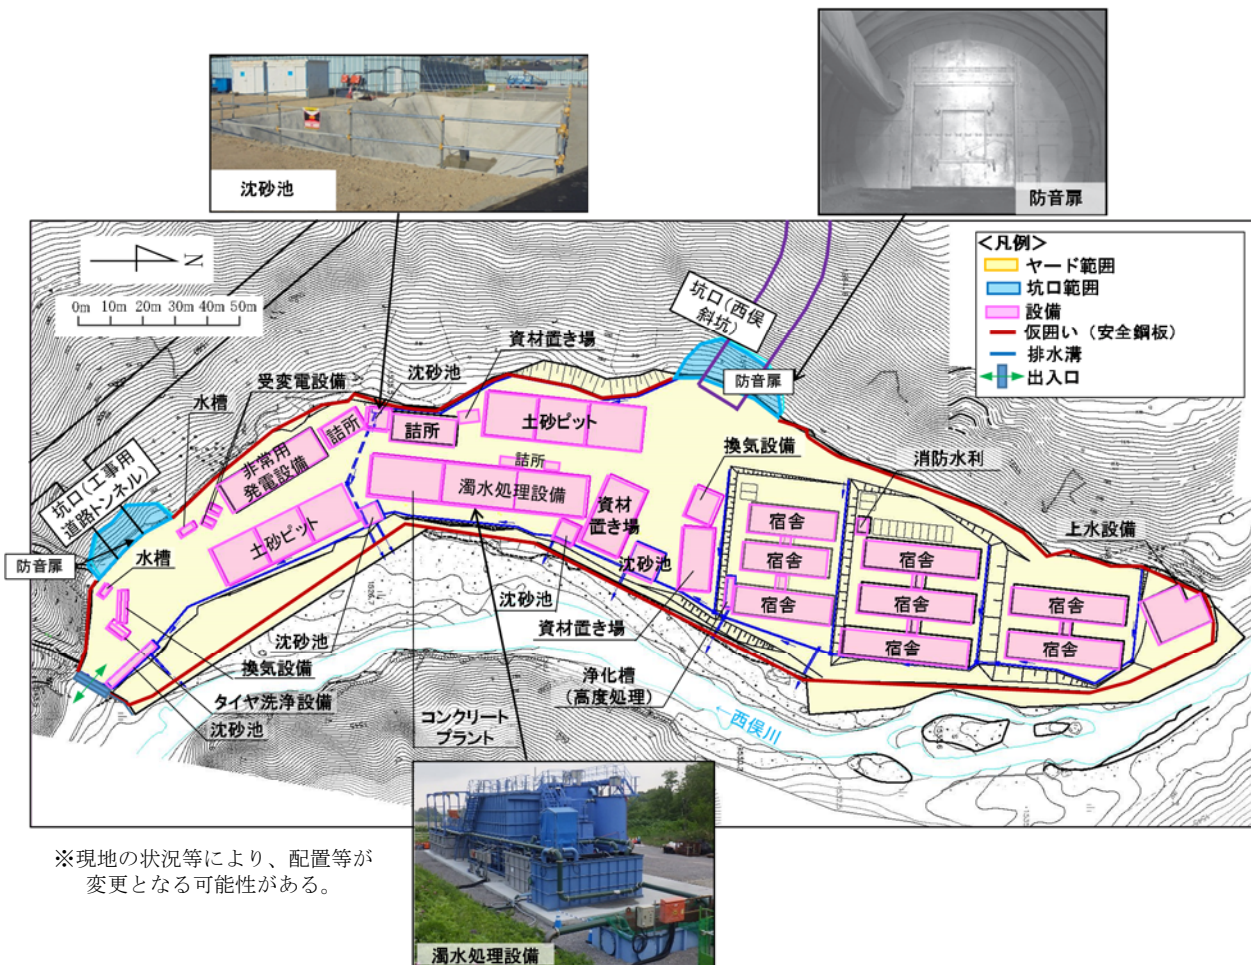 沈砂池
防音扉
<凡例>
ヤード範囲
坑口範囲
設備
仮囲い（安全鋼板）
排水溝
出入口
N
0m 10m 20m 30m 40m 50m
坑口(西俣
斜坑)
防音扉
資材置き場
沈砂池
受変電設備
水槽
詰所
詰所
土砂ピット
非常用
発電設備
詰所
濁水処理設備
資材
置き場
換気設備
消防水利
上水設備
坑口(工事用
道路トンネル)
防音扉
水槽
土砂ピット
沈砂池
沈砂池
宿舎
宿舎
宿舎
宿舎
宿舎
宿舎
宿舎
宿舎
宿舎
資材置き場
沈砂池
換気設備
タイヤ洗浄設備
沈砂池
浄化槽
(高度処理)
コンクリート
プラント
西俣川
濁水処理設備
※現地の状況等により、配置等が
変更となる可能性がある。